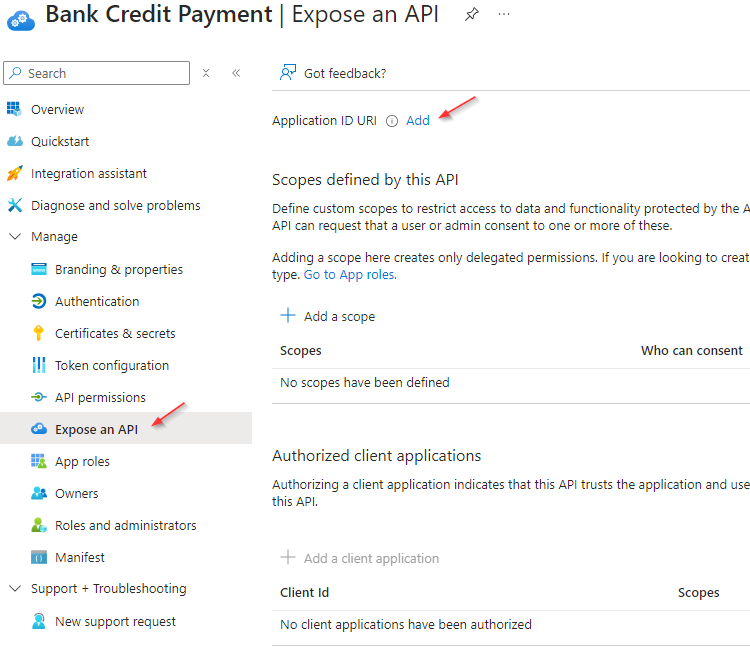 Bank Credit Payment | Expose an API
Search
Got feedback?
Overview
Quickstart
Integration assistant
Diagnose and solve problems
Manage
Branding & properties
Authentication
Certificates & secrets
Token configuration
API permissions
Expose an API
App roles
Owners
Roles and administrators
Manifest
Support + Troubleshooting
New support request
Application ID URI Add
Scopes defined by this API
Define custom scopes to restrict access to data and functionality protected by the A
API can request that a user or admin consent to one or more of these.
Adding a scope here creates only delegated permissions. If you are looking to creat
type. Go to App roles.
Add a scope
Scopes Who can consent
No scopes have been defined
Authorized client applications
Authorizing a client application indicates that this API trusts the application and use
this API.
Add a client application
Client Id Scopes
No client applications have been authorized